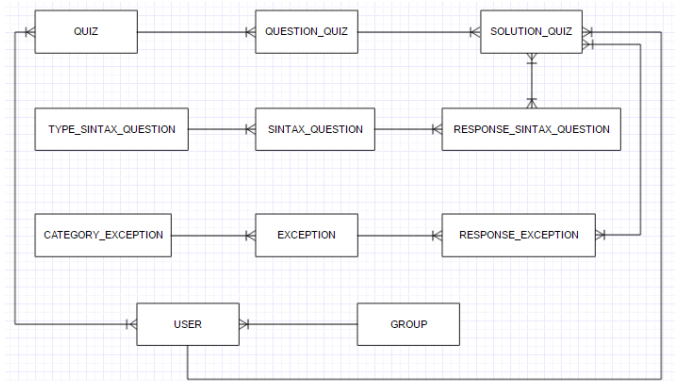 QUIZ
QUESTION_QUIZ
SOLUTION_QUIZ
TYPE_SINTAX_QUESTION
SINTAX_QUESTION
RESPONSE_SINTAX_QUESTION
CATEGORY_EXCEPTION
EXCEPTION
RESPONSE_EXCEPTION
USER
GROUP